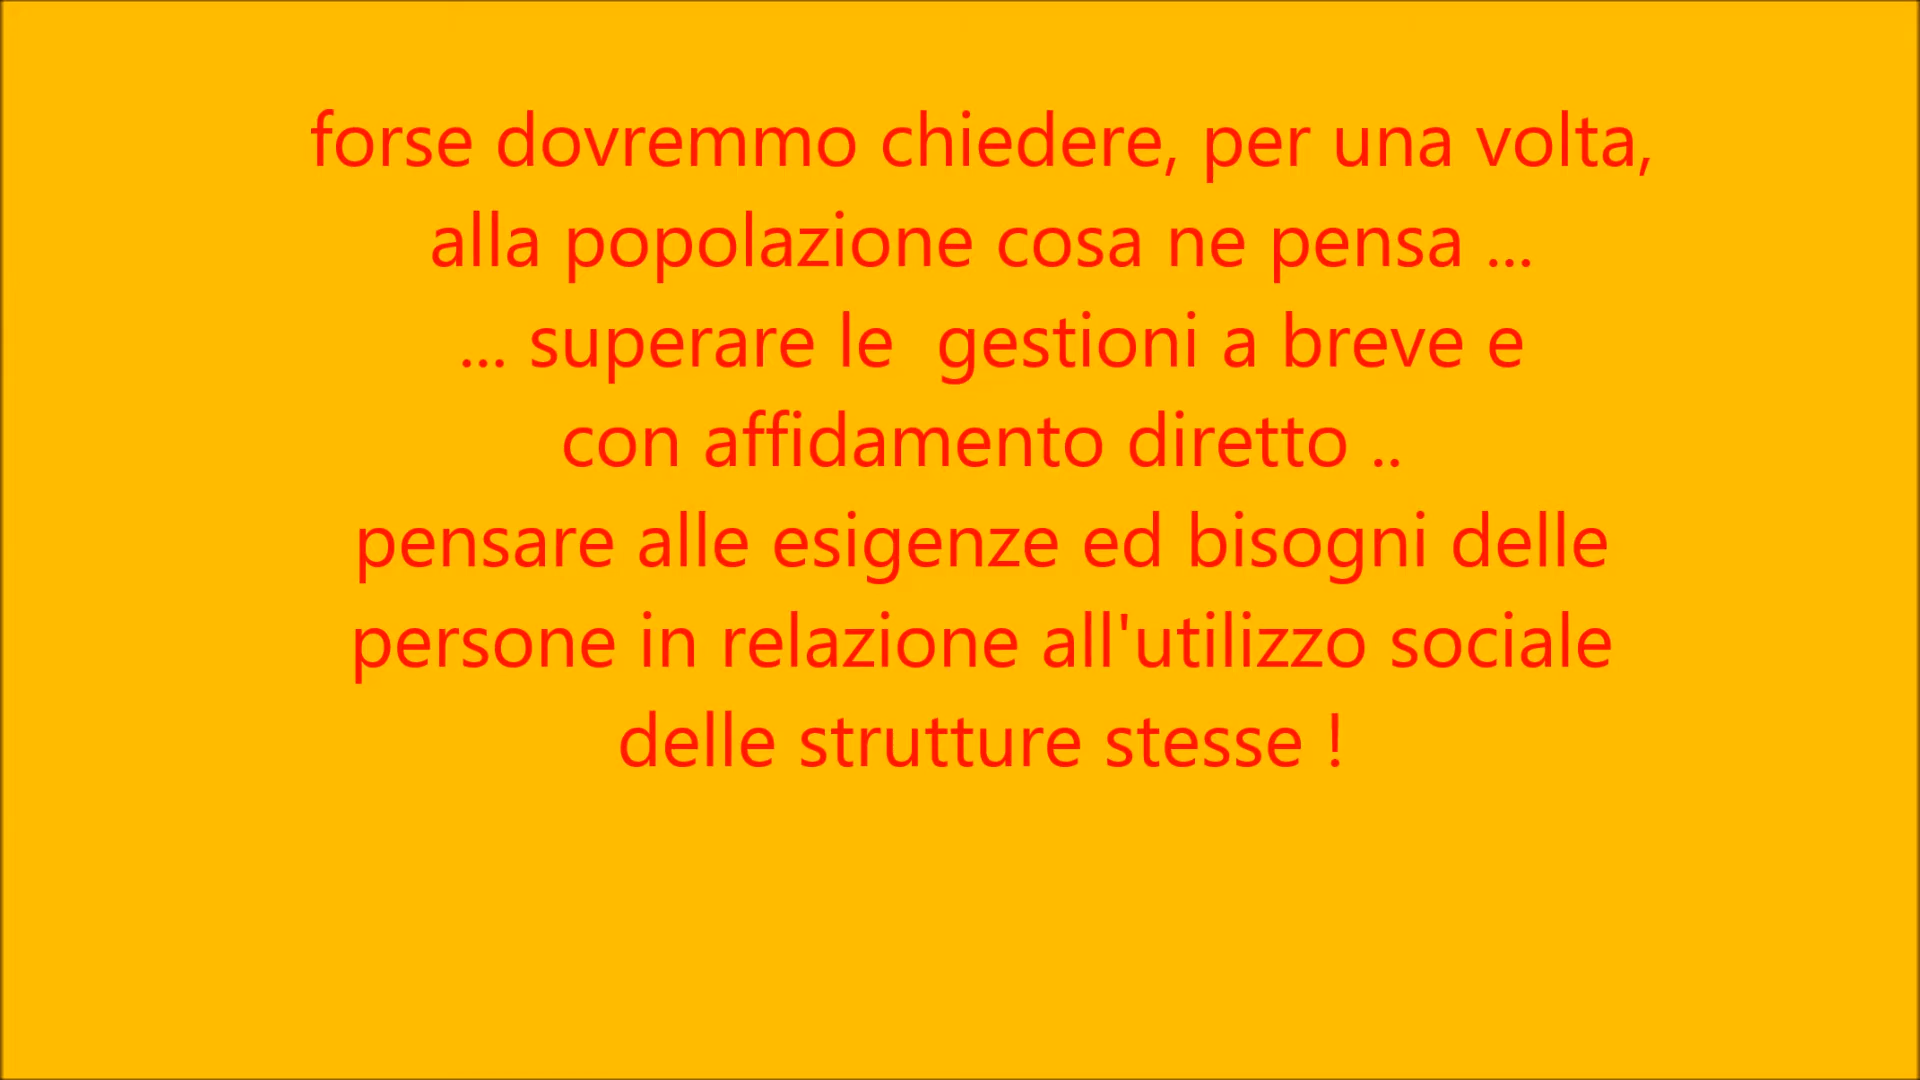 forse dovremmo chiedere, per una volta,
alla popolazione cosa ne pensa ...
... superare le  gestioni a breve e
con affidamento diretto ..
pensare alle esigenze ed bisogni delle
persone in relazione all'utilizzo sociale
delle strutture stesse !